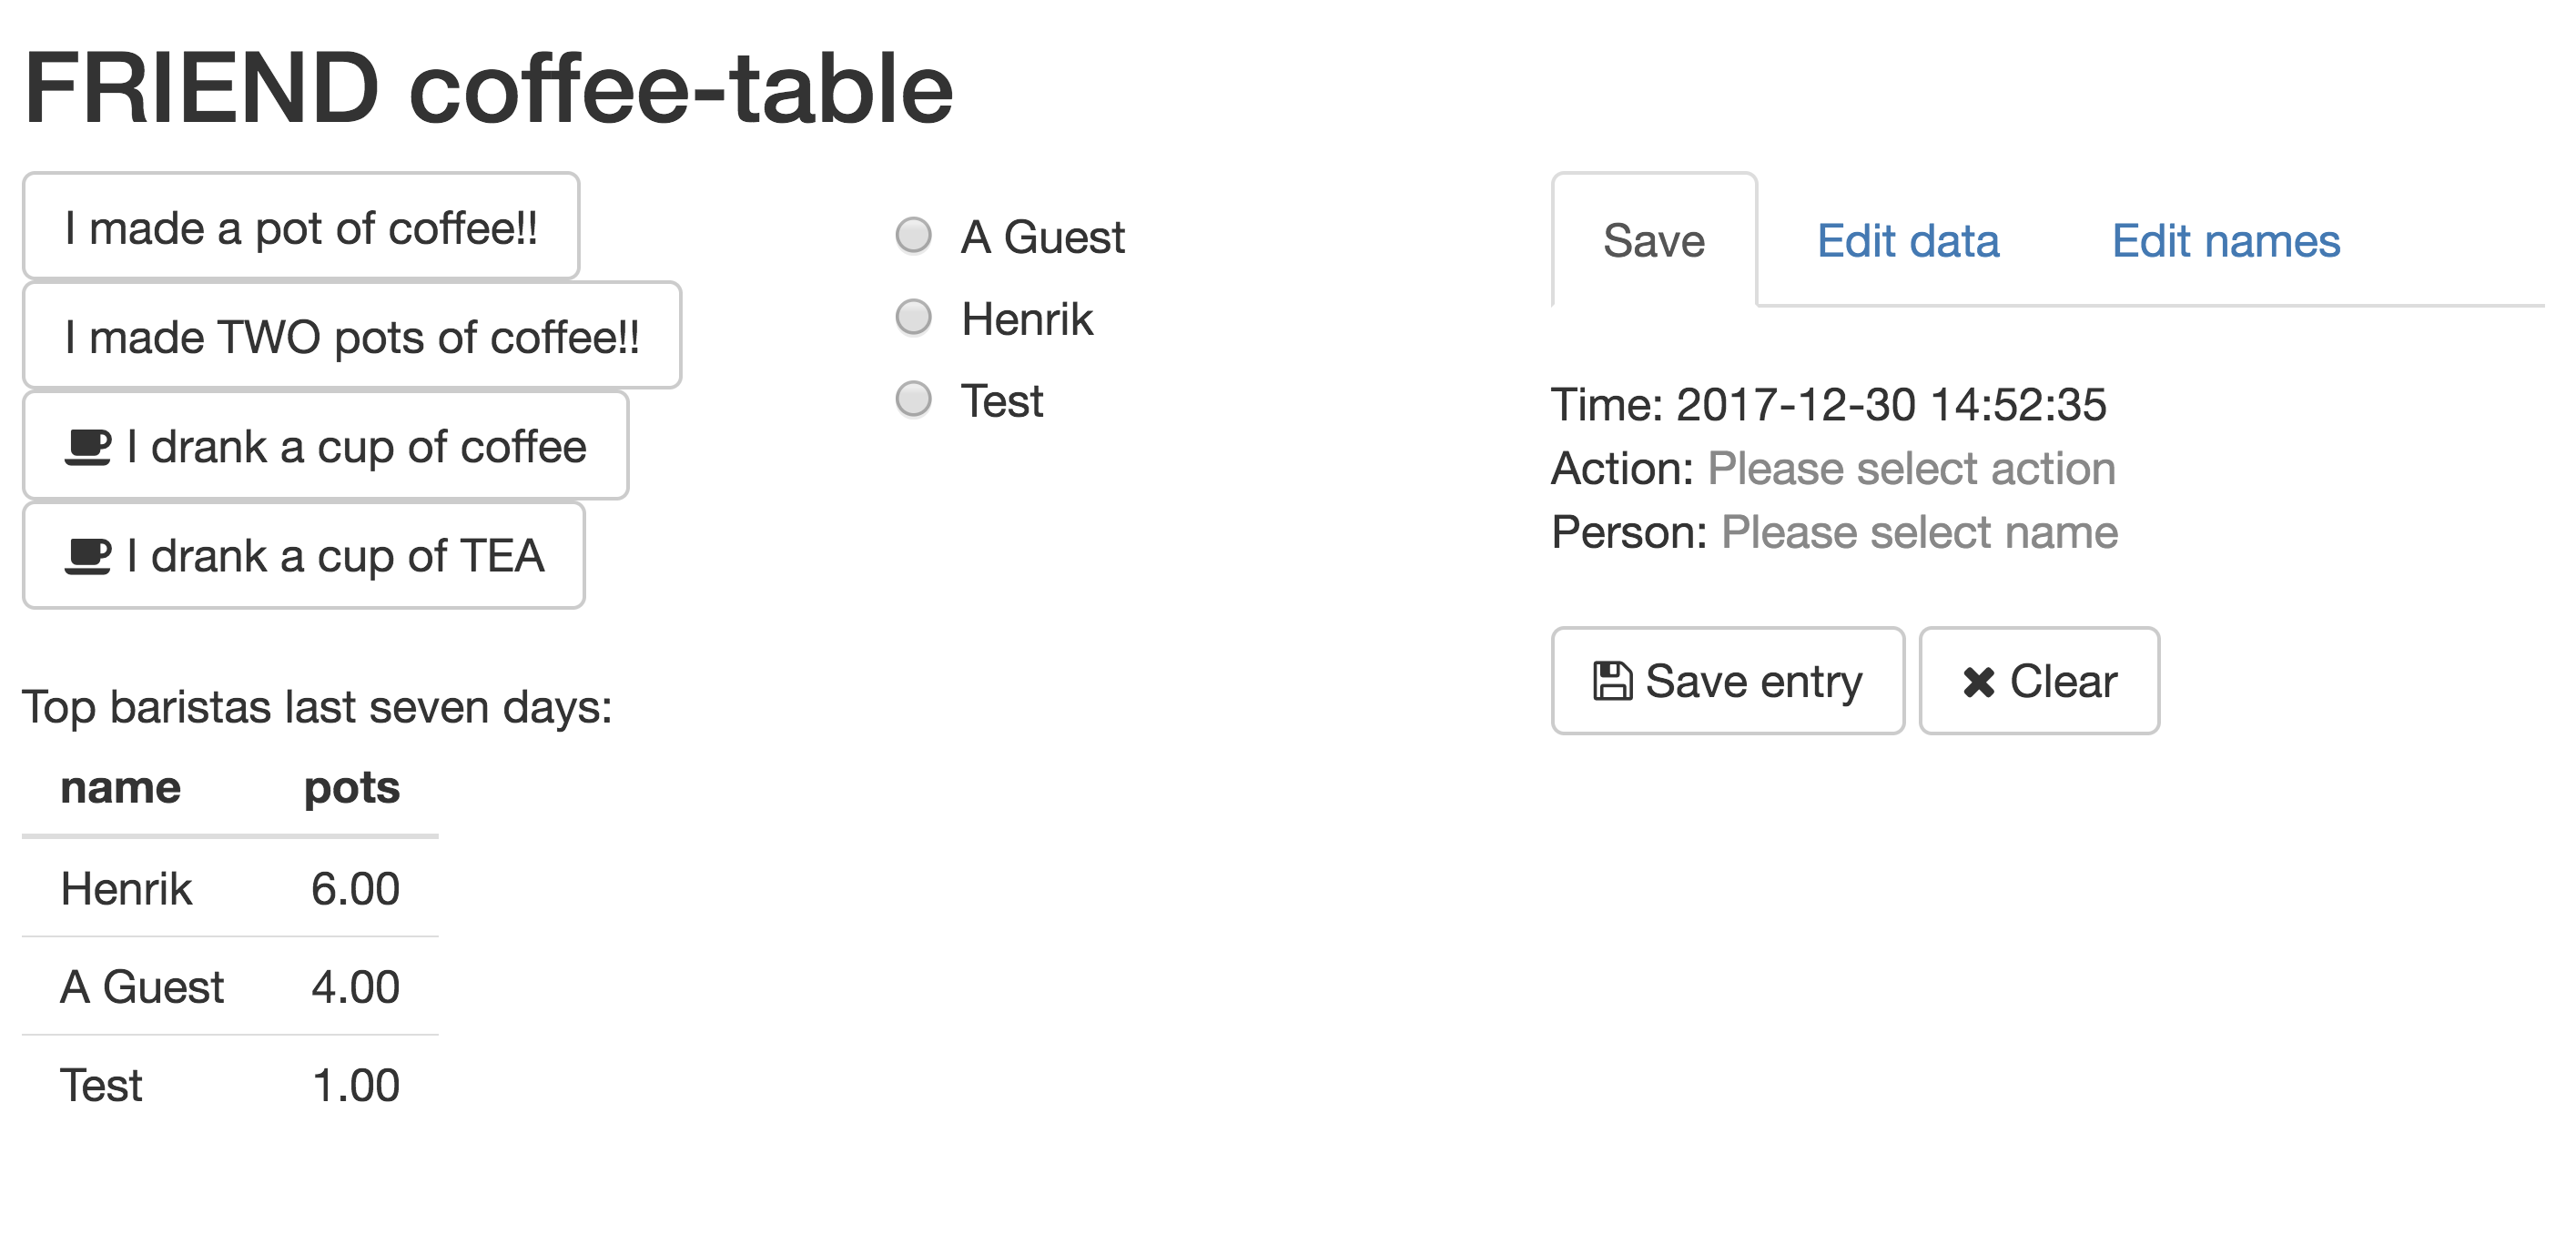 FRIEND coffee-table
I made a pot of coffee!!
I made TWO pots of coffee!!
I drank a cup of coffee
I drank a cup of TEA
Top baristas last seven days:
name pots
Henrik 6.00
A Guest 4.00
Test 1.00
A Guest
Henrik
Test
Save Edit data Edit names
Time: 2017-12-30 14:52:35
Action: Please select action
Person: Please select name
Save entry Clear